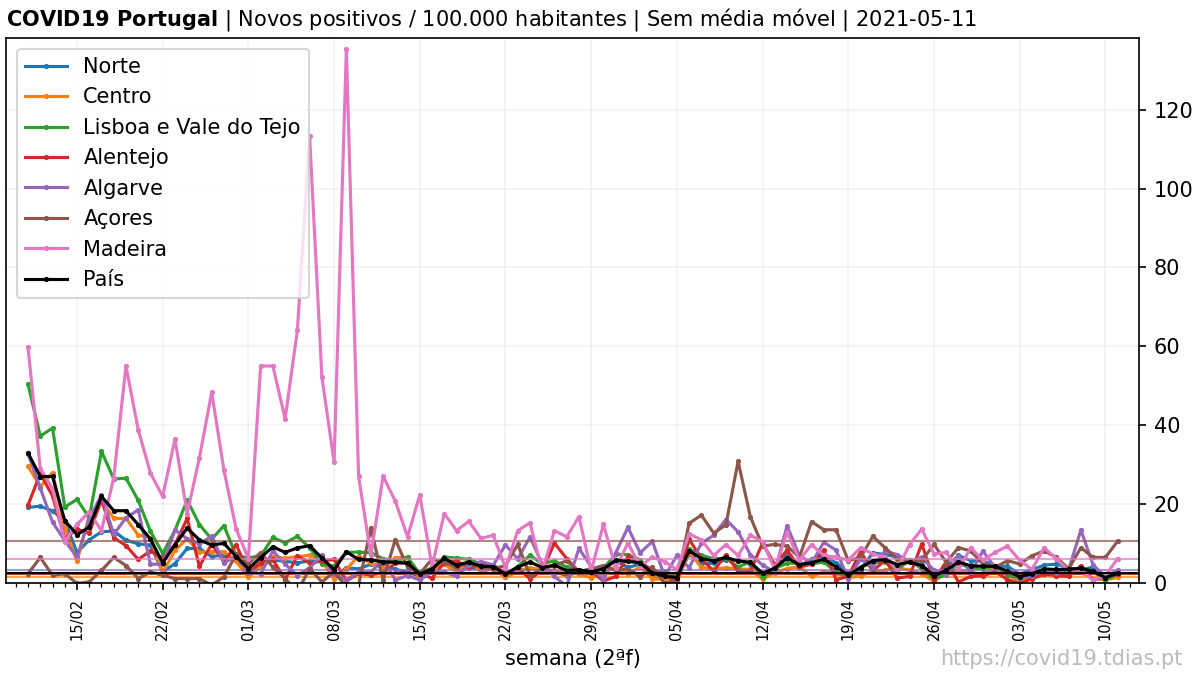 COVID19 Portugal | Novos positivos / 100.000 habitantes | Sem média móvel | 2021-05-11
Norte
Centro
Lisboa e Vale do Tejo
Alentejo
Algarve
Açores
Madeira
País
120
100
80
60
40
20
0
15/02
22/02
01/03
08/03
15/03
22/03
29/03
05/04
12/04
19/04
26/04
03/05
10/05
semana (2ªf)
https://covid19.tdias.pt